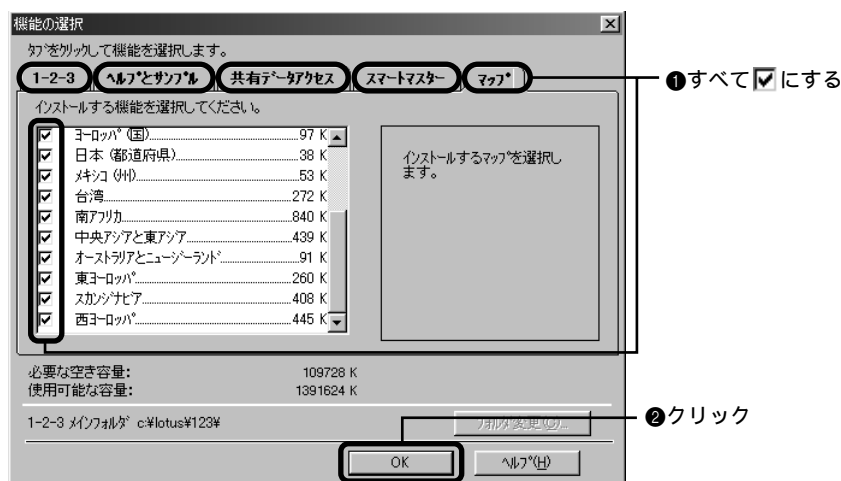 機能の選択
ﾀﾌﾞをｸﾘｯｸして機能を選択します。
1-2-3 ﾍﾙﾌﾟとｻﾝﾌﾟﾙ 共有ﾃﾞｰﾀｱｸｾｽ ｽﾏｰﾄﾏｽﾀｰ ﾏｯﾌﾟ
❶すべて☑にする
ｲﾝｽﾄｰﾙする機能を選択してください。
ﾖｰﾛｯﾊﾟ (国)..........97 K
日本 (都道府県)..........38 K
ﾒｷｼｺ (州)..........53 K
台湾..........272 K
南ｱﾌﾘｶ..........840 K
中央ｱｼﾞｱと東ｱｼﾞｱ..........439 K
ｵｰｽﾄﾗﾘｱとﾆｭｰｼﾞｰﾗﾝﾄﾞ..........91 K
東ﾖｰﾛｯﾊﾟ..........260 K
ｽｶﾝｼﾞﾅﾋﾞｱ..........408 K
西ﾖｰﾛｯﾊﾟ..........445 K
ｲﾝｽﾄｰﾙするﾏｯﾌﾟを選択し
ます。
必要な空き容量: 109728 K
使用可能な容量: 1391624 K
1-2-3 ﾒｲﾝﾌｫﾙﾀﾞ c:¥lotus¥123¥
ﾌｫﾙﾀﾞ変更(C)...
❷クリック
OK
ﾍﾙﾌﾟ(H)